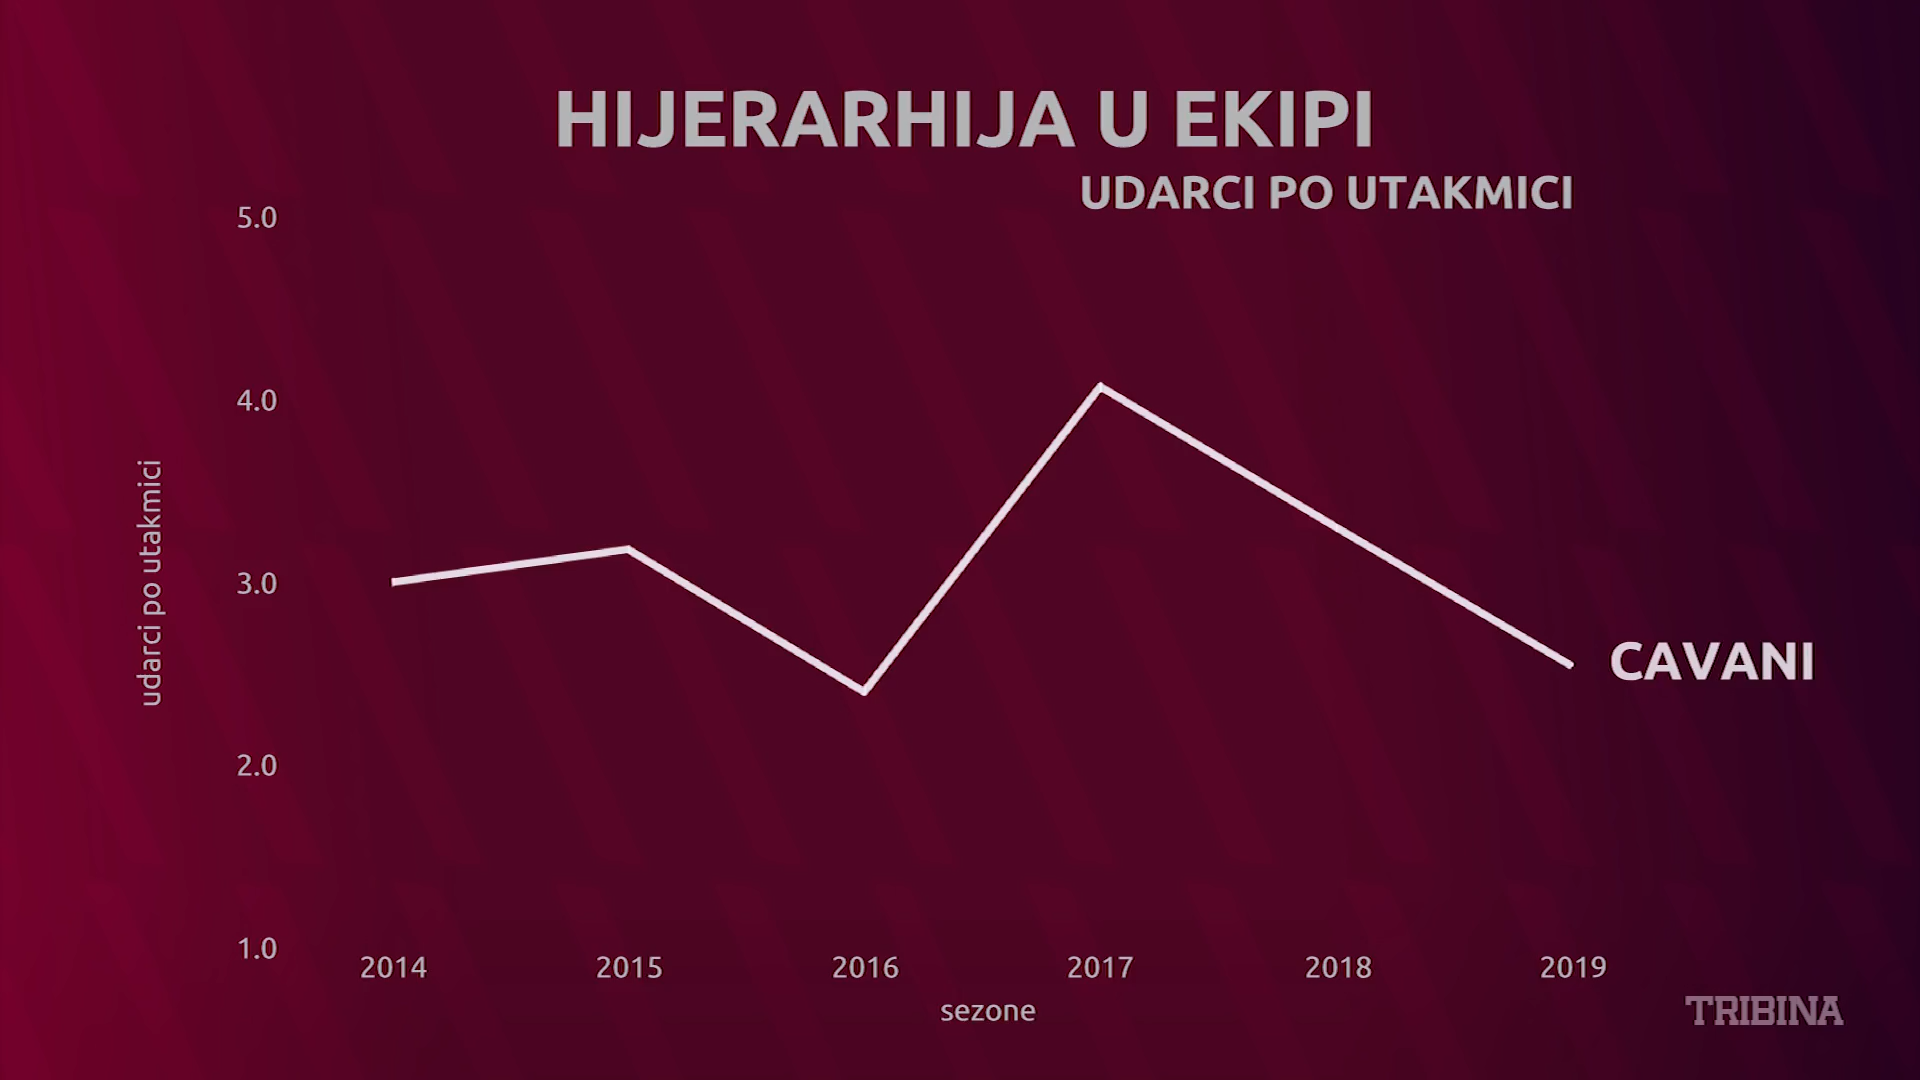 HIJERARHIJA U EKIPI
UDARCI PO UTAKMICI
5.0
4.0
3.0
2.0
1.0
udarci po utakmici
CAVANI
2014 2015 2016 2017 2018 2019
sezone
TRIBINA